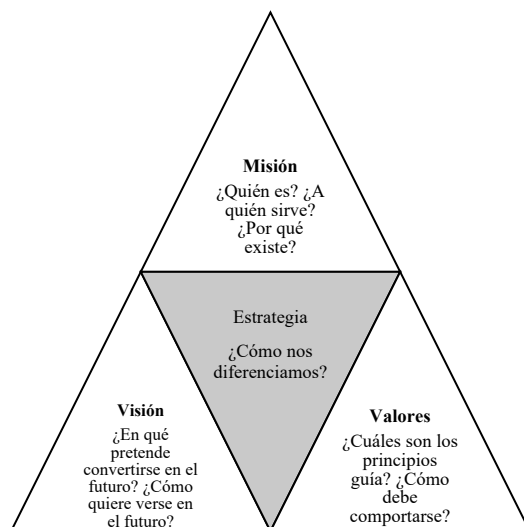 Misión
¿Quién es? ¿A
quién sirve?
¿Por qué
existe?
Estrategia
¿Cómo nos
diferenciamos?
Visión
¿En qué
pretende
convertirse en el
futuro? ¿Cómo
quiere verse en
el futuro?
Valores
¿Cuáles son los
principios
guía? ¿Cómo
debe
comportarse?